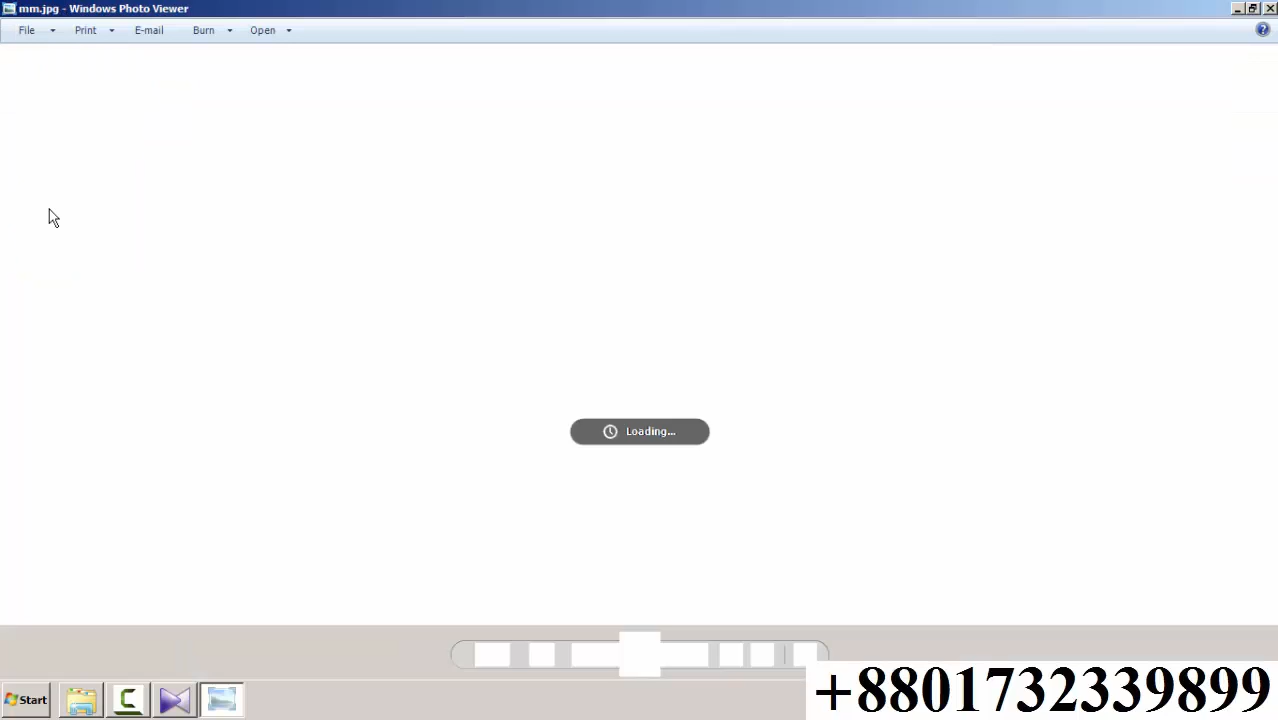 mm.jpg - Windows Photo Viewer
File Print E-mail Burn Open
Loading...
Start
+8801732339899